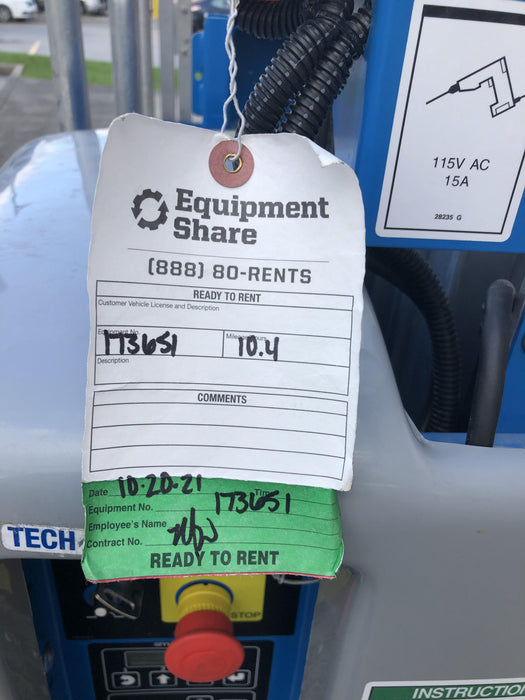 115V AC
15A
28235 G
Equipment
Share
(888) 80-RENTS
READY TO RENT
Customer Vehicle License and Description
Equipment No. 173651
10.4
Description
COMMENTS
Date 10-20-21
Equipment No. 173651
Employee's Name
Contract No.
READY TO RENT
TECH
STOP
INSTRUCTIO